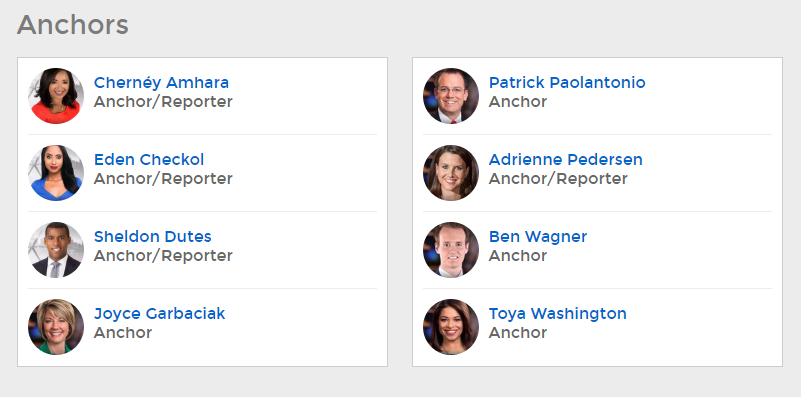 Anchors
Chernéy Amhara
Anchor/Reporter
Eden Checkol
Anchor/Reporter
Sheldon Dutes
Anchor/Reporter
Joyce Garbaciak
Anchor
Patrick Paolantonio
Anchor
Adrienne Pedersen
Anchor/Reporter
Ben Wagner
Anchor
Toya Washington
Anchor